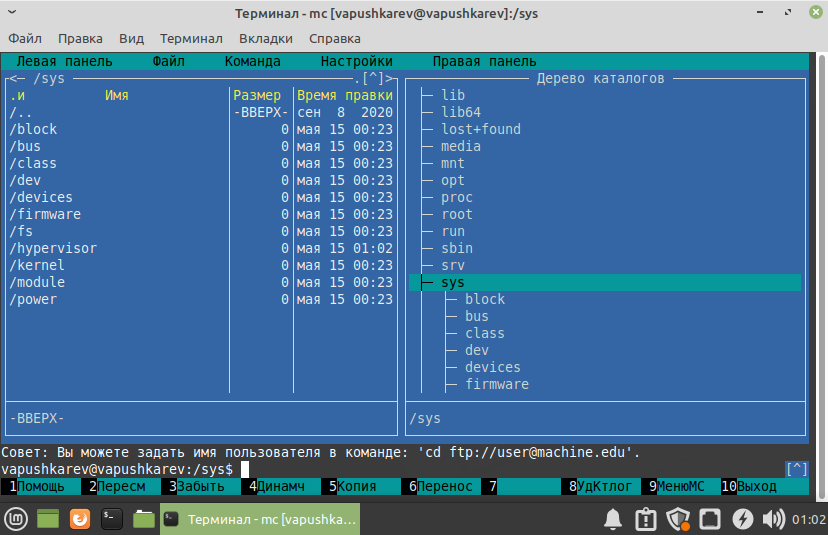 Терминал - mc [vapushkarev@vapushkarev]:/sys
Файл Правка Вид Терминал Вкладки Справка
Левая панель Файл Команда Настройки Правая панель
<─ /sys .[^]>
.и Имя Размер Время правки
/.. -ВВЕРХ- сен 8 2020
/block 0 мая 15 00:23
/bus 0 мая 15 00:23
/class 0 мая 15 00:23
/dev 0 мая 15 00:23
/devices 0 мая 15 00:23
/firmware 0 мая 15 00:23
/fs 0 мая 15 00:23
/hypervisor 0 мая 15 01:02
/kernel 0 мая 15 00:23
/module 0 мая 15 00:23
/power 0 мая 15 00:23
-ВВЕРХ-
Дерево каталогов
lib
lib64
lost+found
media
mnt
opt
proc
root
run
sbin
srv
sys
block
bus
class
dev
devices
firmware
/sys
Совет: Вы можете задать имя пользователя в команде: 'cd ftp://user@machine.edu'.
vapushkarev@vapushkarev:/sys$ [^]
1Помощь 2Пересм 3Забыть 4Динамч 5Копия 6Перенос 7 8УдКтлог 9МенюМС 10Выход
Терминал - mc [vapushka...
01:02